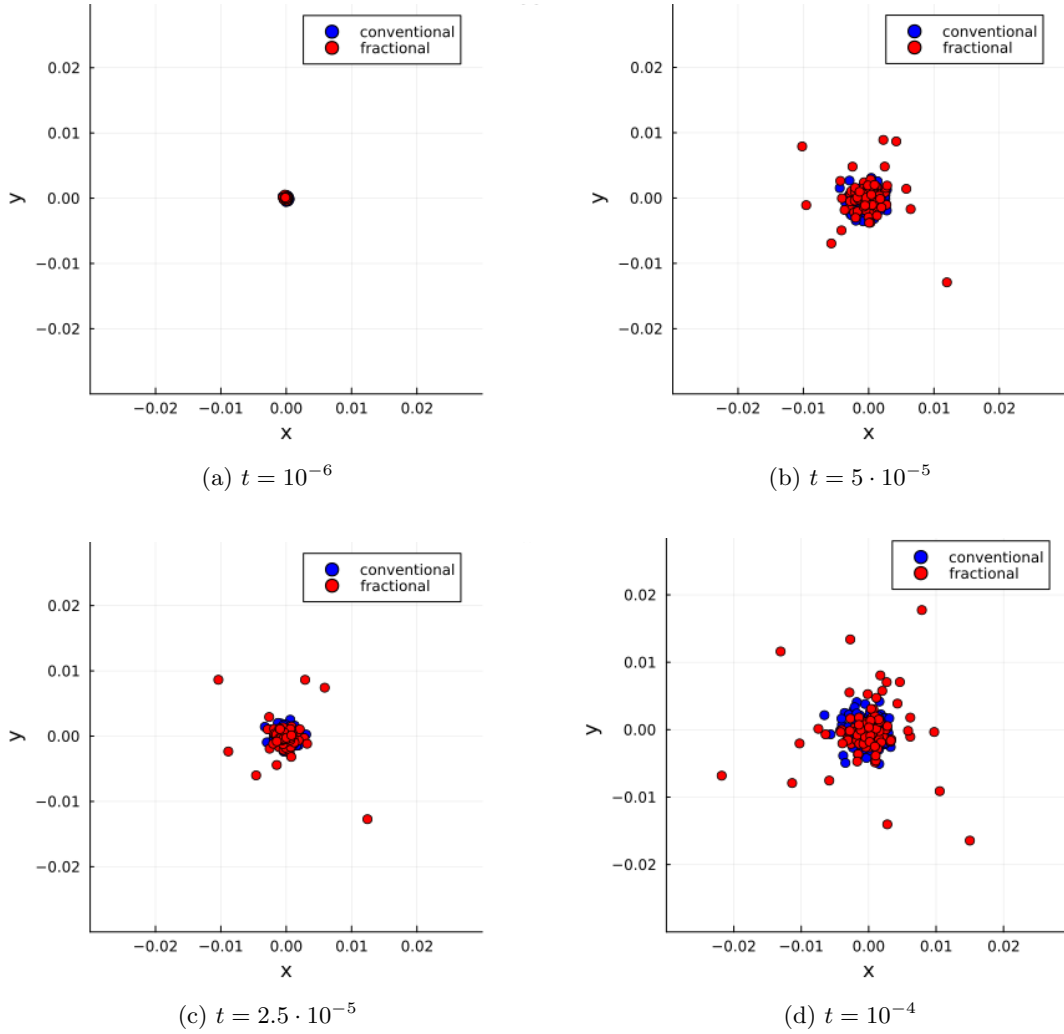 conventional
fractional
0.02
0.01
0.00
−0.01
−0.02
y
−0.02 −0.01 0.00 0.01 0.02
x
(a) t = 10⁻⁶
conventional
fractional
0.02
0.01
0.00
−0.01
−0.02
y
−0.02 −0.01 0.00 0.01 0.02
x
(b) t = 5 · 10⁻⁵
conventional
fractional
0.02
0.01
0.00
−0.01
−0.02
y
−0.02 −0.01 0.00 0.01 0.02
x
(c) t = 2.5 · 10⁻⁵
conventional
fractional
0.02
0.01
0.00
−0.01
−0.02
y
−0.02 −0.01 0.00 0.01 0.02
x
(d) t = 10⁻⁴